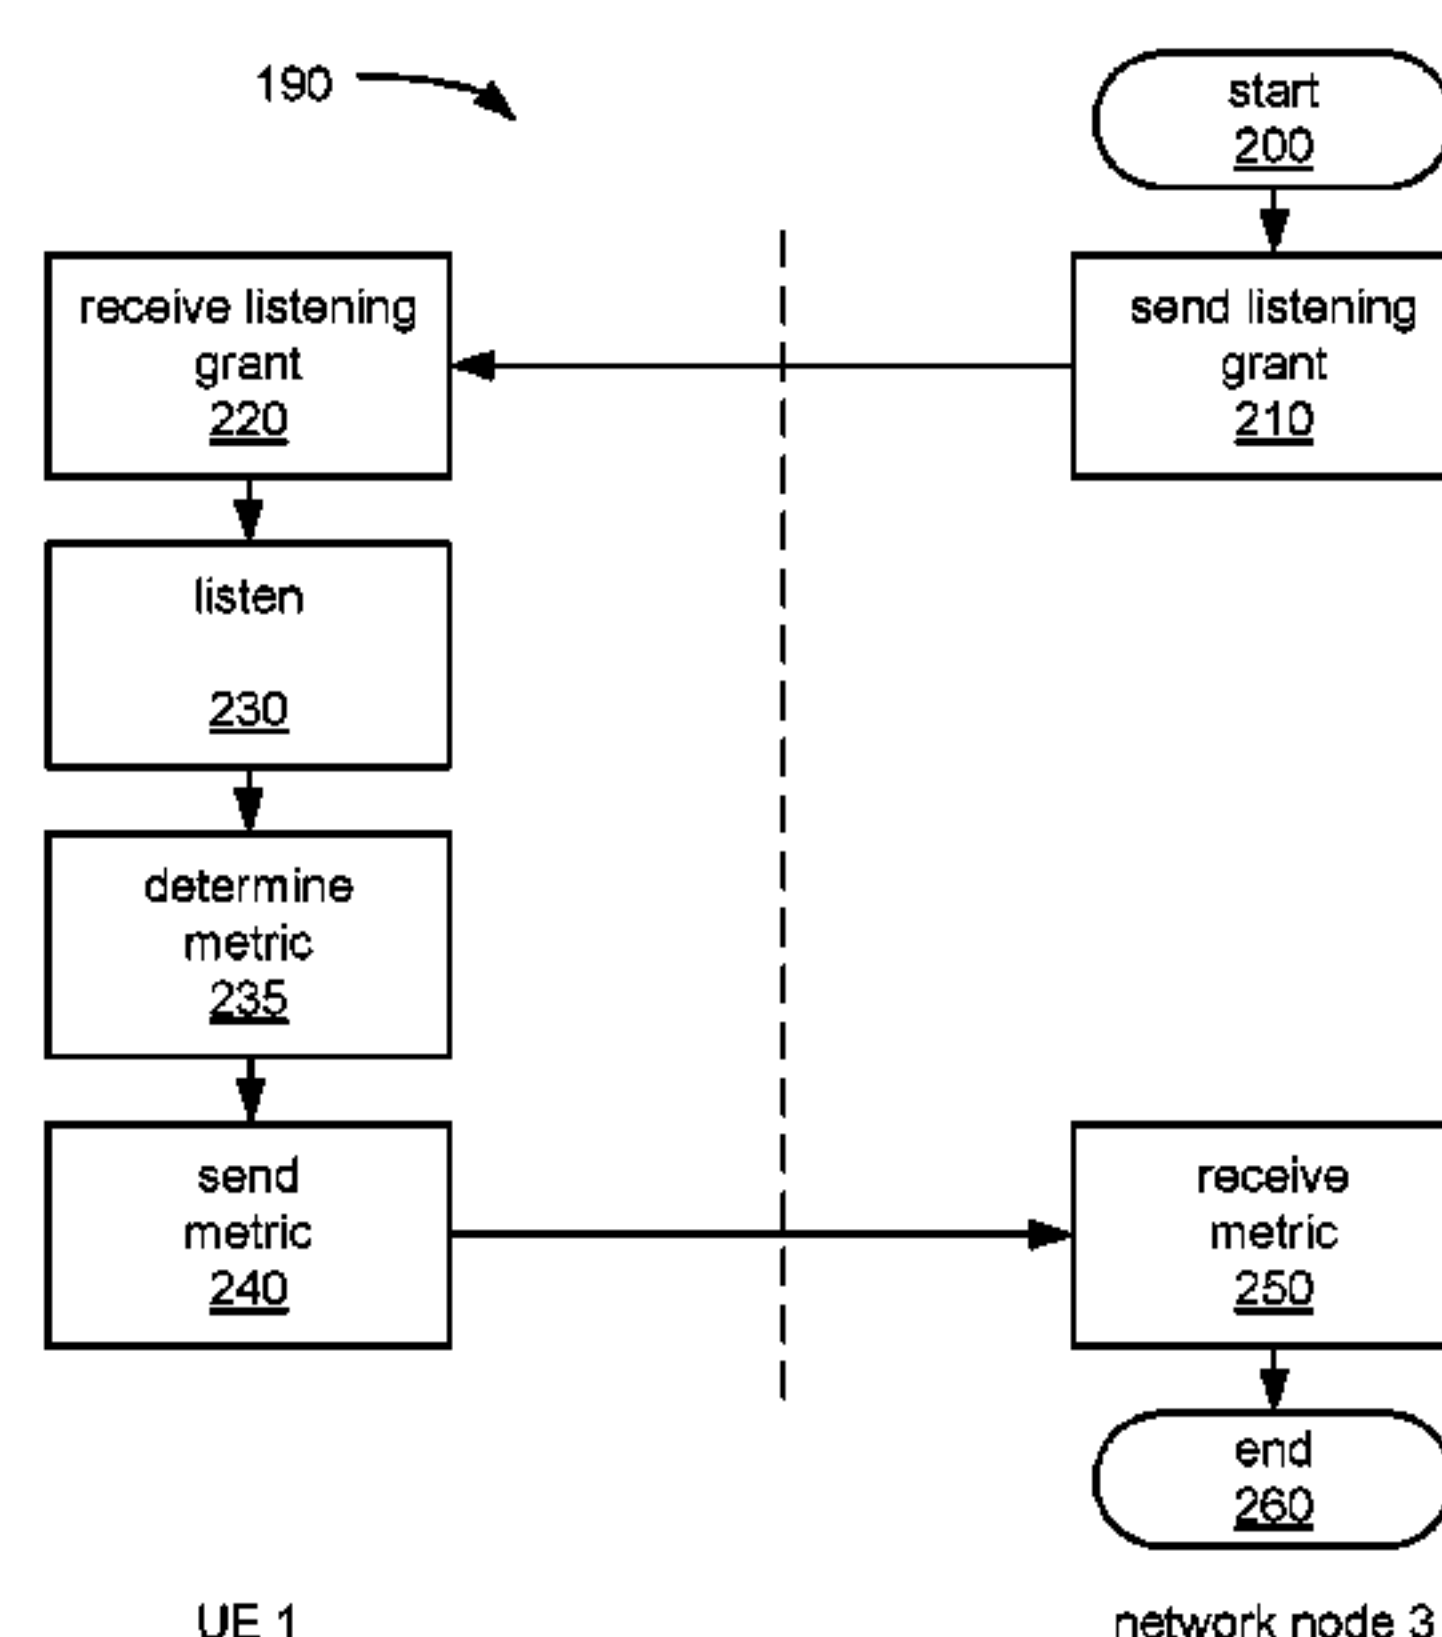 190
start
200
receive listening
grant
220
send listening
grant
210
listen
230
determine
metric
235
send
metric
240
receive
metric
250
end
260
UE 1
network node 3